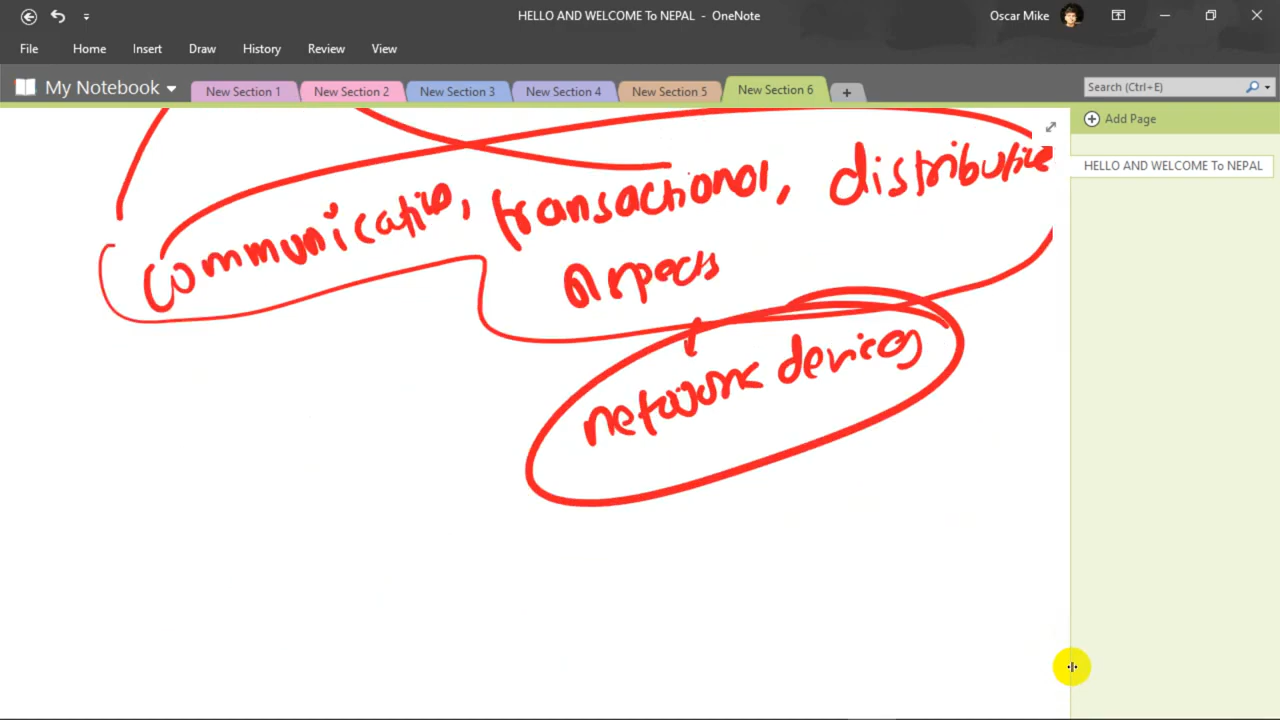 HELLO AND WELCOME To NEPAL - OneNote
Oscar Mike
File Home Insert Draw History Review View
My Notebook
New Section 1 New Section 2 New Section 3 New Section 4 New Section 5 New Section 6
Search (Ctrl+E)
Add Page
HELLO AND WELCOME To NEPAL
communicative, transactional, distributive
aspects
network devices